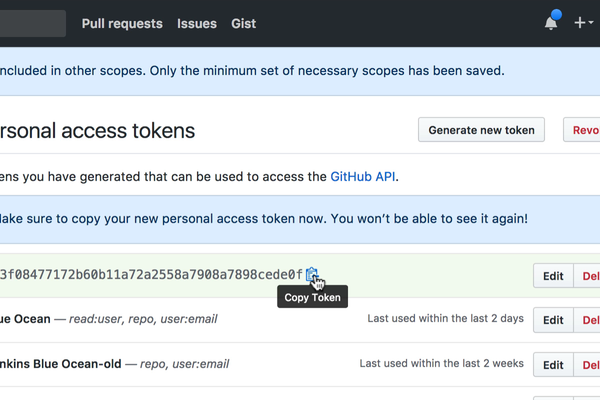 Pull requests Issues Gist
ncluded in other scopes. Only the minimum set of necessary scopes has been saved.
rsonal access tokens
Generate new token
Revo
ens you have generated that can be used to access the GitHub API.
Make sure to copy your new personal access token now. You won't be able to see it again!
3f08477172b60b11a72a2558a7908a7898cede0f
Edit
Del
Copy Token
ue Ocean — read:user, repo, user:email
Last used within the last 2 days
Edit
Del
nkins Blue Ocean-old — repo, user:email
Last used within the last 2 weeks
Edit
Del